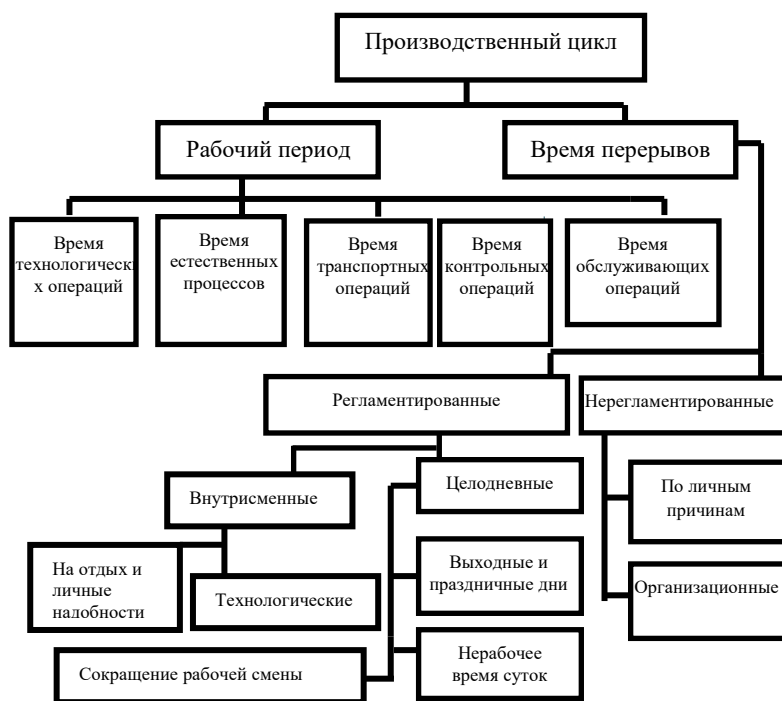 Производственный цикл
Рабочий период
Время перерывов
Время
технологически
х операций
Время
естественных
процессов
Время
транспортных
операций
Время
контрольных
операций
Время
обслуживающих
операций
Регламентированные
Нерегламентированные
Внутрисменные
Целодневные
По личным
причинам
На отдых и
личные
надобности
Технологические
Выходные и
праздничные дни
Организационные
Сокращение рабочей смены
Нерабочее
время суток